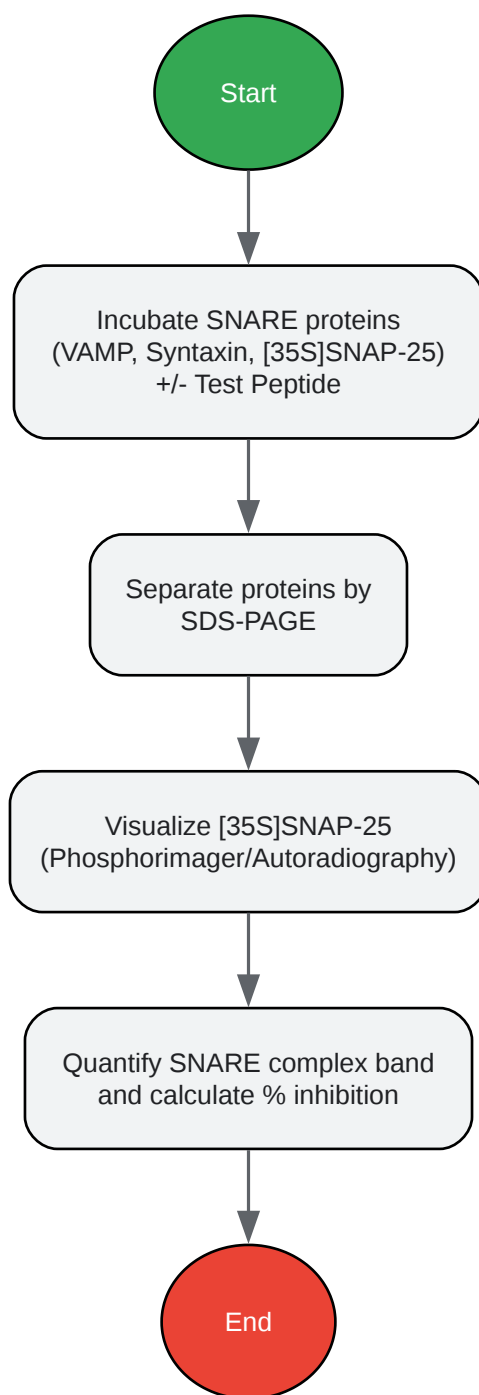 Start
Incubate SNARE proteins
(VAMP, Syntaxin, [35S]SNAP-25)
+/- Test Peptide
Separate proteins by
SDS-PAGE
Visualize [35S]SNAP-25
(Phosphorimager/Autoradiography)
Quantify SNARE complex band
and calculate % inhibition
End